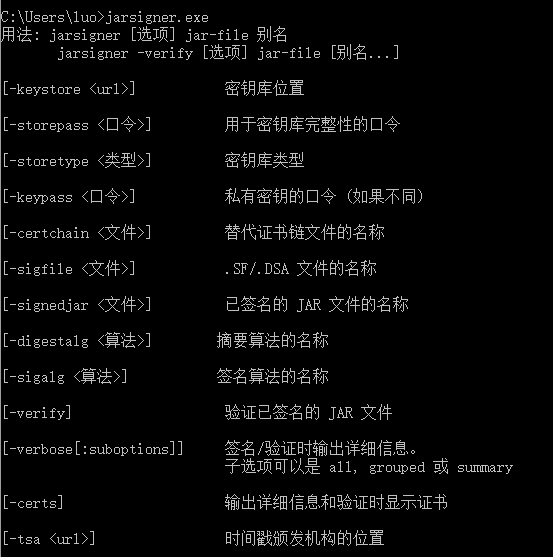 C:\Users\luo>jarsigner.exe
用法: jarsigner [选项] jar-file 别名
jarsigner -verify [选项] jar-file [别名...]
[-keystore <url>] 密钥库位置
[-storepass <口令>] 用于密钥库完整性的口令
[-storetype <类型>] 密钥库类型
[-keypass <口令>] 私有密钥的口令 (如果不同)
[-certchain <文件>] 替代证书链文件的名称
[-sigfile <文件>] .SF/.DSA 文件的名称
[-signedjar <文件>] 已签名的 JAR 文件的名称
[-digestalg <算法>] 摘要算法的名称
[-sigalg <算法>] 签名算法的名称
[-verify] 验证已签名的 JAR 文件
[-verbose[:suboptions]] 签名/验证时输出详细信息。
子选项可以是 all, grouped 或 summary
[-certs] 输出详细信息和验证时显示证书
[-tsa <url>] 时间戳颁发机构的位置